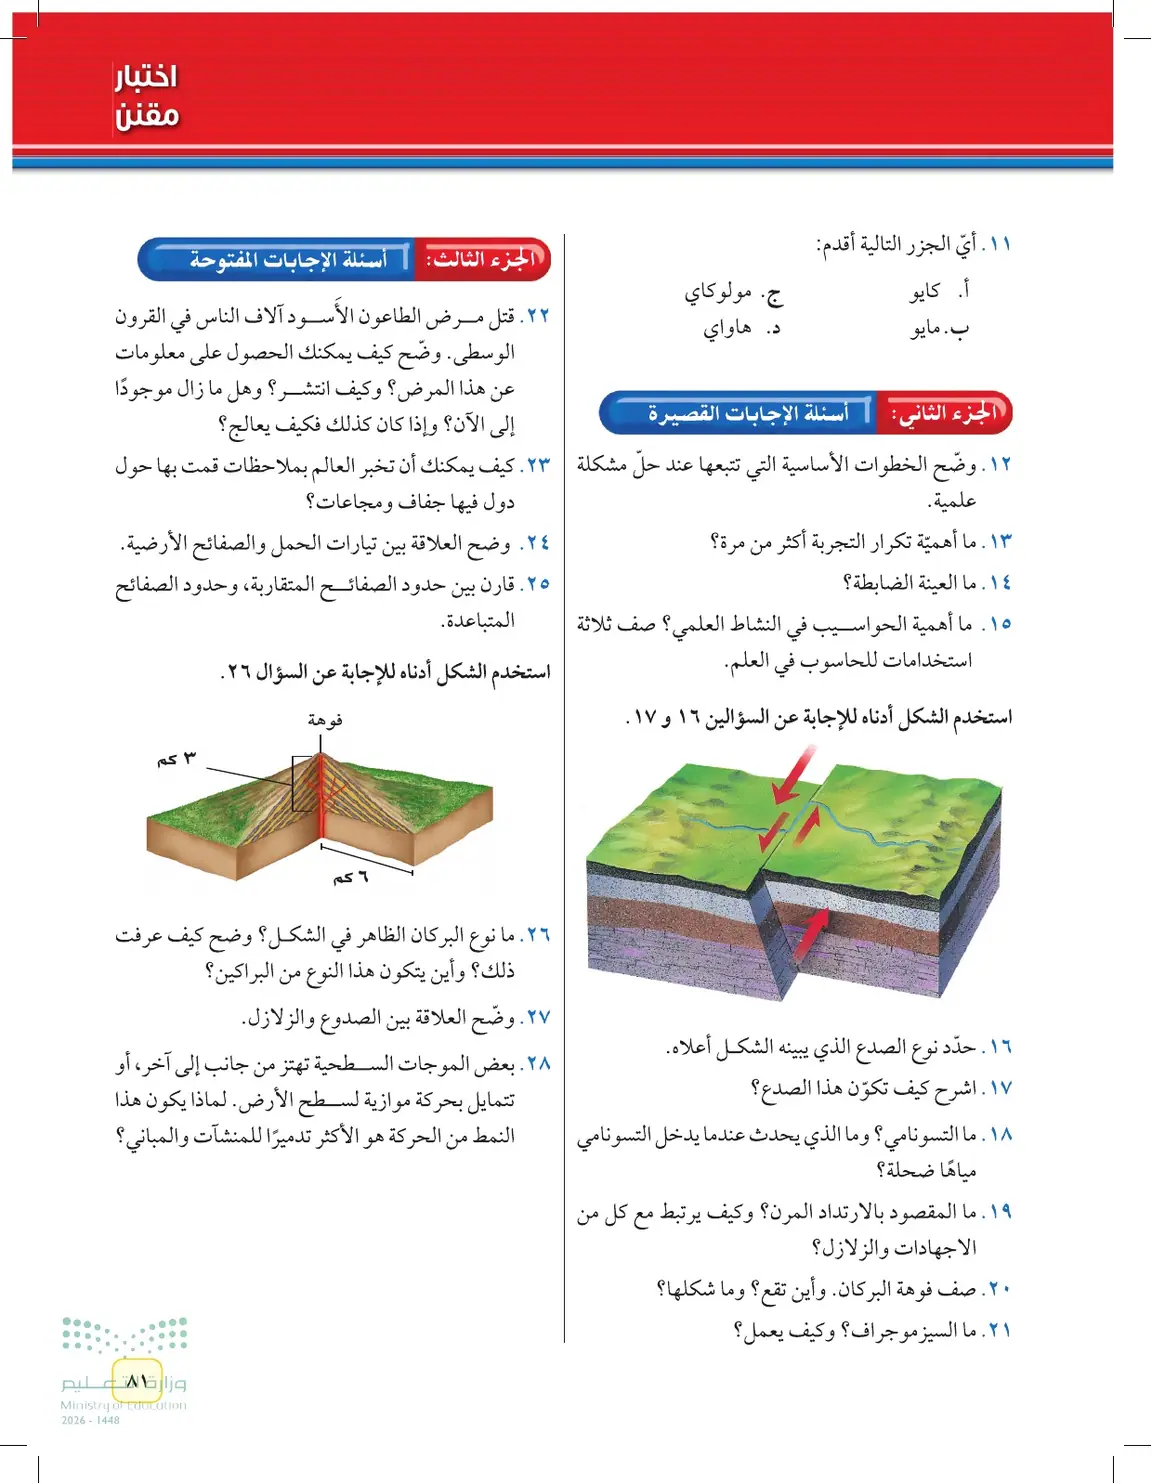 اختبار
مقنن
١١. أيّ الجزر التالية أقدم:
أ. كايو
ج. مولوكاي
ب. مايو
د. هاواي
الجزء الثاني: أسئلة الإجابات القصيرة
١٢. وضّح الخطوات الأساسية التي تتبعها عند حلّ مشكلة
علمية.
١٣. ما أهميّة تكرار التجربة أكثر من مرة؟
١٤. ما العينة الضابطة؟
١٥. ما أهمية الحواسيب في النشاط العلمي؟ صف ثلاثة
استخدامات للحاسوب في العلم.
استخدم الشكل أدناه للإجابة عن السؤالين ١٦ و ١٧.
١٦. حدّد نوع الصدع الذي يبينه الشكل أعلاه.
١٧. اشرح كيف تكوّن هذا الصدع؟
١٨. ما التسونامي؟ وما الذي يحدث عندما يدخل التسونامي
مياهًا ضحلة؟
١٩. ما المقصود بالارتداد المرن؟ وكيف يرتبط مع كل من
الاجهادات والزلازل؟
٢٠. صف فوهة البركان. وأين تقع؟ وما شكلها؟
٢١. ما السيزموجراف؟ وكيف يعمل؟
الجزء الثالث: أسئلة الإجابات المفتوحة
٢٢. قتل مرض الطاعون الأَسود آلاف الناس في القرون
الوسطى. وضّح كيف يمكنك الحصول على معلومات
عن هذا المرض؟ وكيف انتشر؟ وهل ما زال موجودًا
إلى الآن؟ وإذا كان كذلك فكيف يعالج؟
٢٣. كيف يمكنك أن تخبر العالم بملاحظات قمت بها حول
دول فيها جفاف ومجاعات؟
٢٤. وضح العلاقة بين تيارات الحمل والصفائح الأرضية.
٢٥. قارن بين حدود الصفائح المتقاربة، وحدود الصفائح
المتباعدة.
استخدم الشكل أدناه للإجابة عن السؤال ٢٦.
فوهة
٣ كم
٦ كم
٢٦. ما نوع البركان الظاهر في الشكل؟ وضح كيف عرفت
ذلك؟ وأين يتكون هذا النوع من البراكين؟
٢٧. وضّح العلاقة بين الصدوع والزلازل.
٢٨. بعض الموجات السطحية تهتز من جانب إلى آخر، أو
تتمايل بحركة موازية لسطح الأرض. لماذا يكون هذا
النمط من الحركة هو الأكثر تدميرًا للمنشآت والمباني؟
وزارة التعليم
٨١
Ministry of Education
2026 - 1448